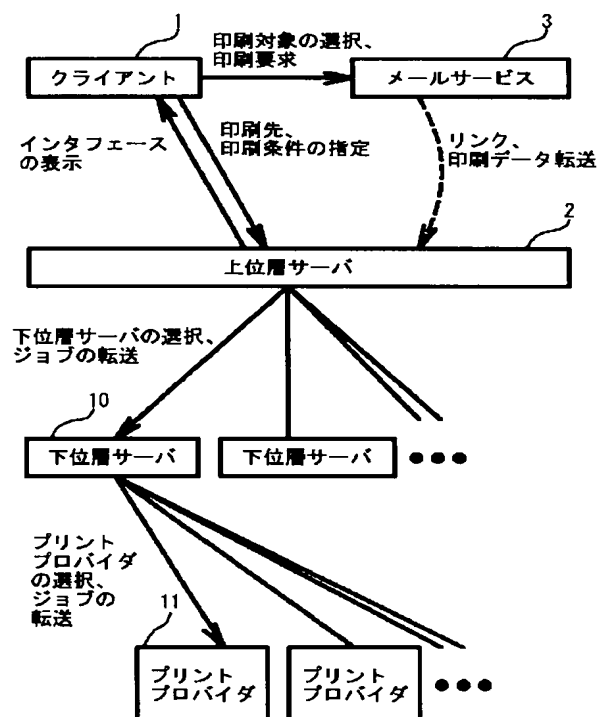 1
印刷対象の選択、
印刷要求
3
クライアント
メールサービス
インタフェース
の表示
印刷先、
印刷条件の指定
リンク、
印刷データ転送
2
上位層サーバ
下位層サーバの選択、
ジョブの転送
10
下位層サーバ
下位層サーバ
プリント
プロバイダ
の選択、
ジョブの
転送
11
プリント
プロバイダ
プリント
プロバイダ